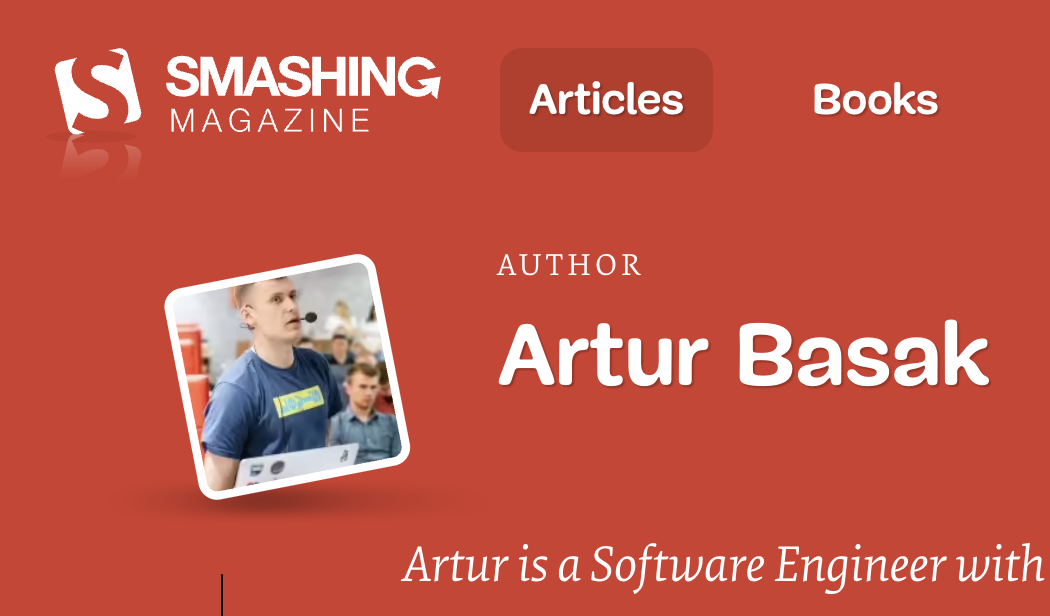 SMASHING
MAGAZINE
Articles
Books
AUTHOR
Artur Basak
Artur is a Software Engineer with